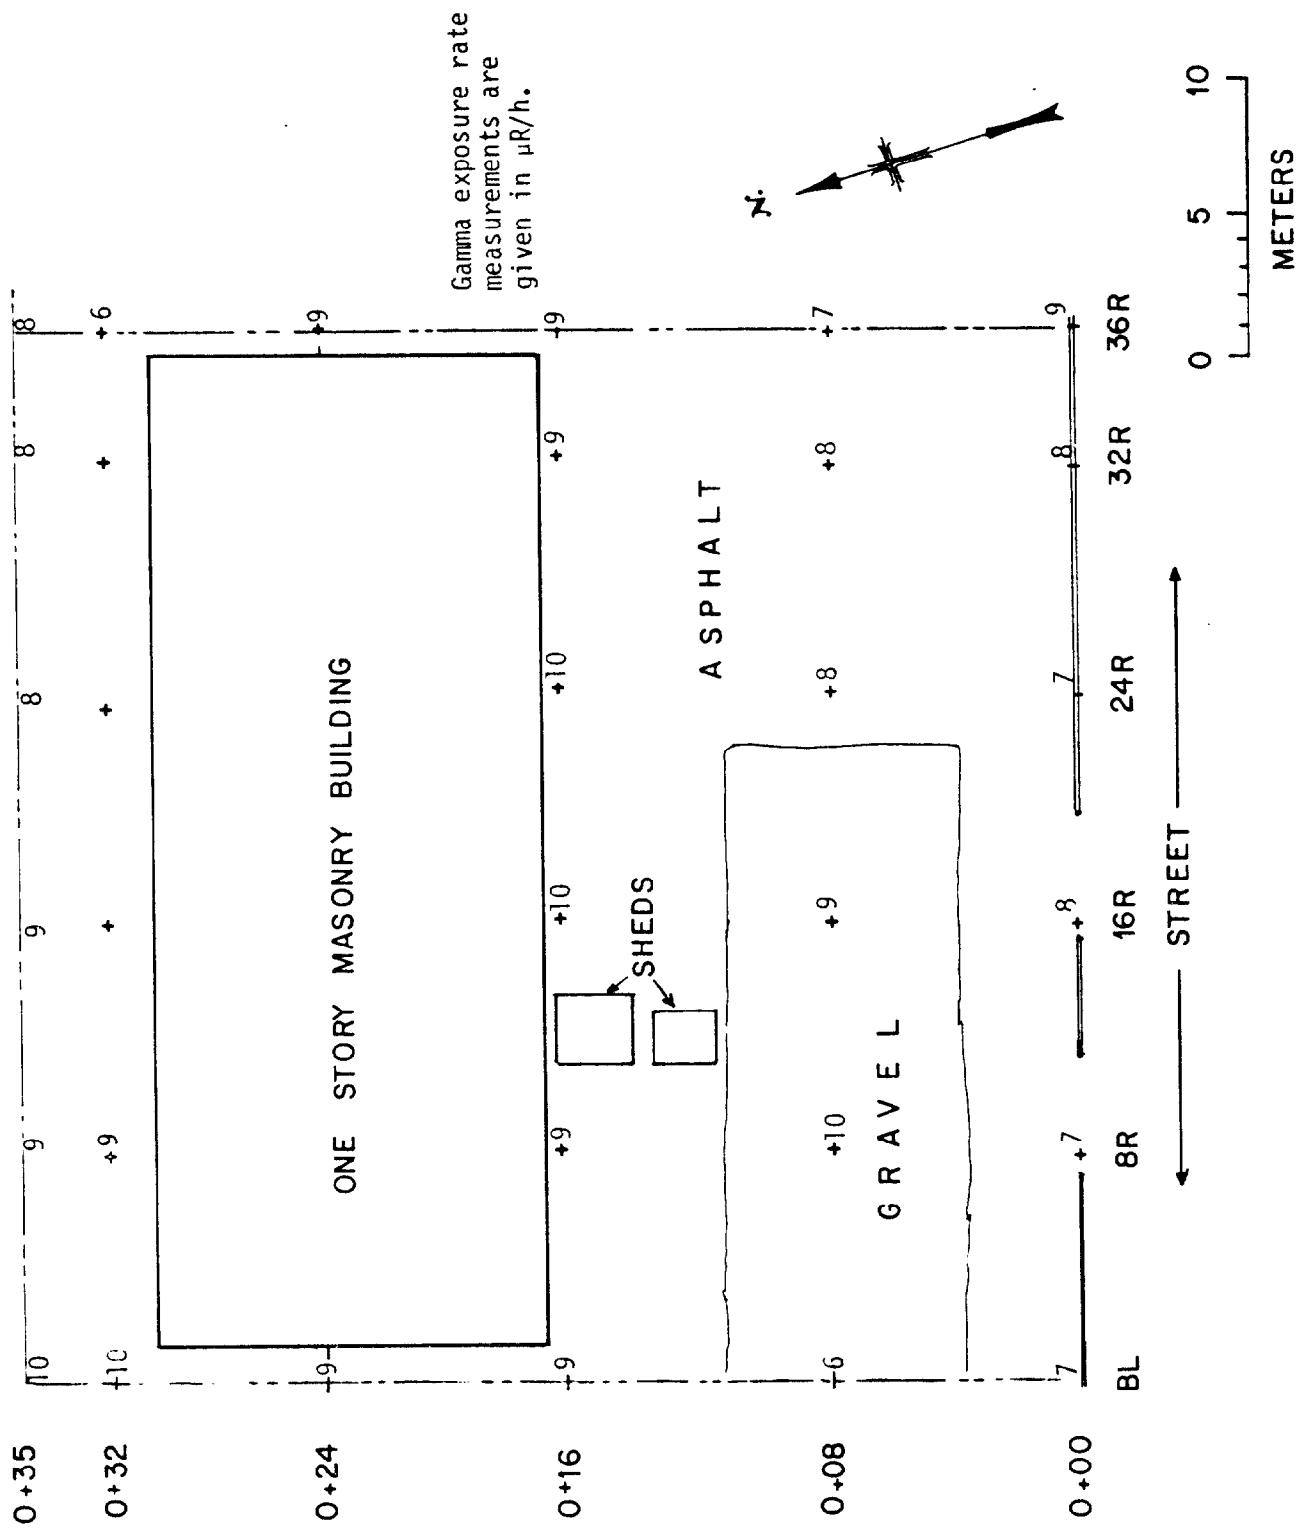 0+35 10 9 9 8 8 8
0+32 +10 +9 + + + +6
0+24 +9 ONE STORY MASONRY BUILDING +9
Gamma exposure rate
measurements are
given in µR/h.
0+16 +9 +9 +10 +10 +9 +9
SHEDS
ASPHALT
N.
0+08 +6 +10 +9 +8 +8 +7
GRAVEL
0+00 7 +7 +8 7 8 9
BL 8R 16R 24R 32R 36R
STREET
0 5 10
METERS